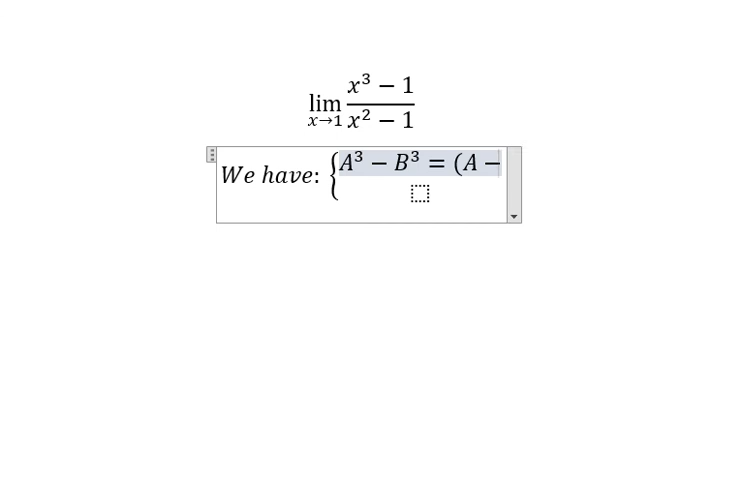 lim x→1 x³ − 1 / x² − 1
We have: { A³ − B³ = (A −